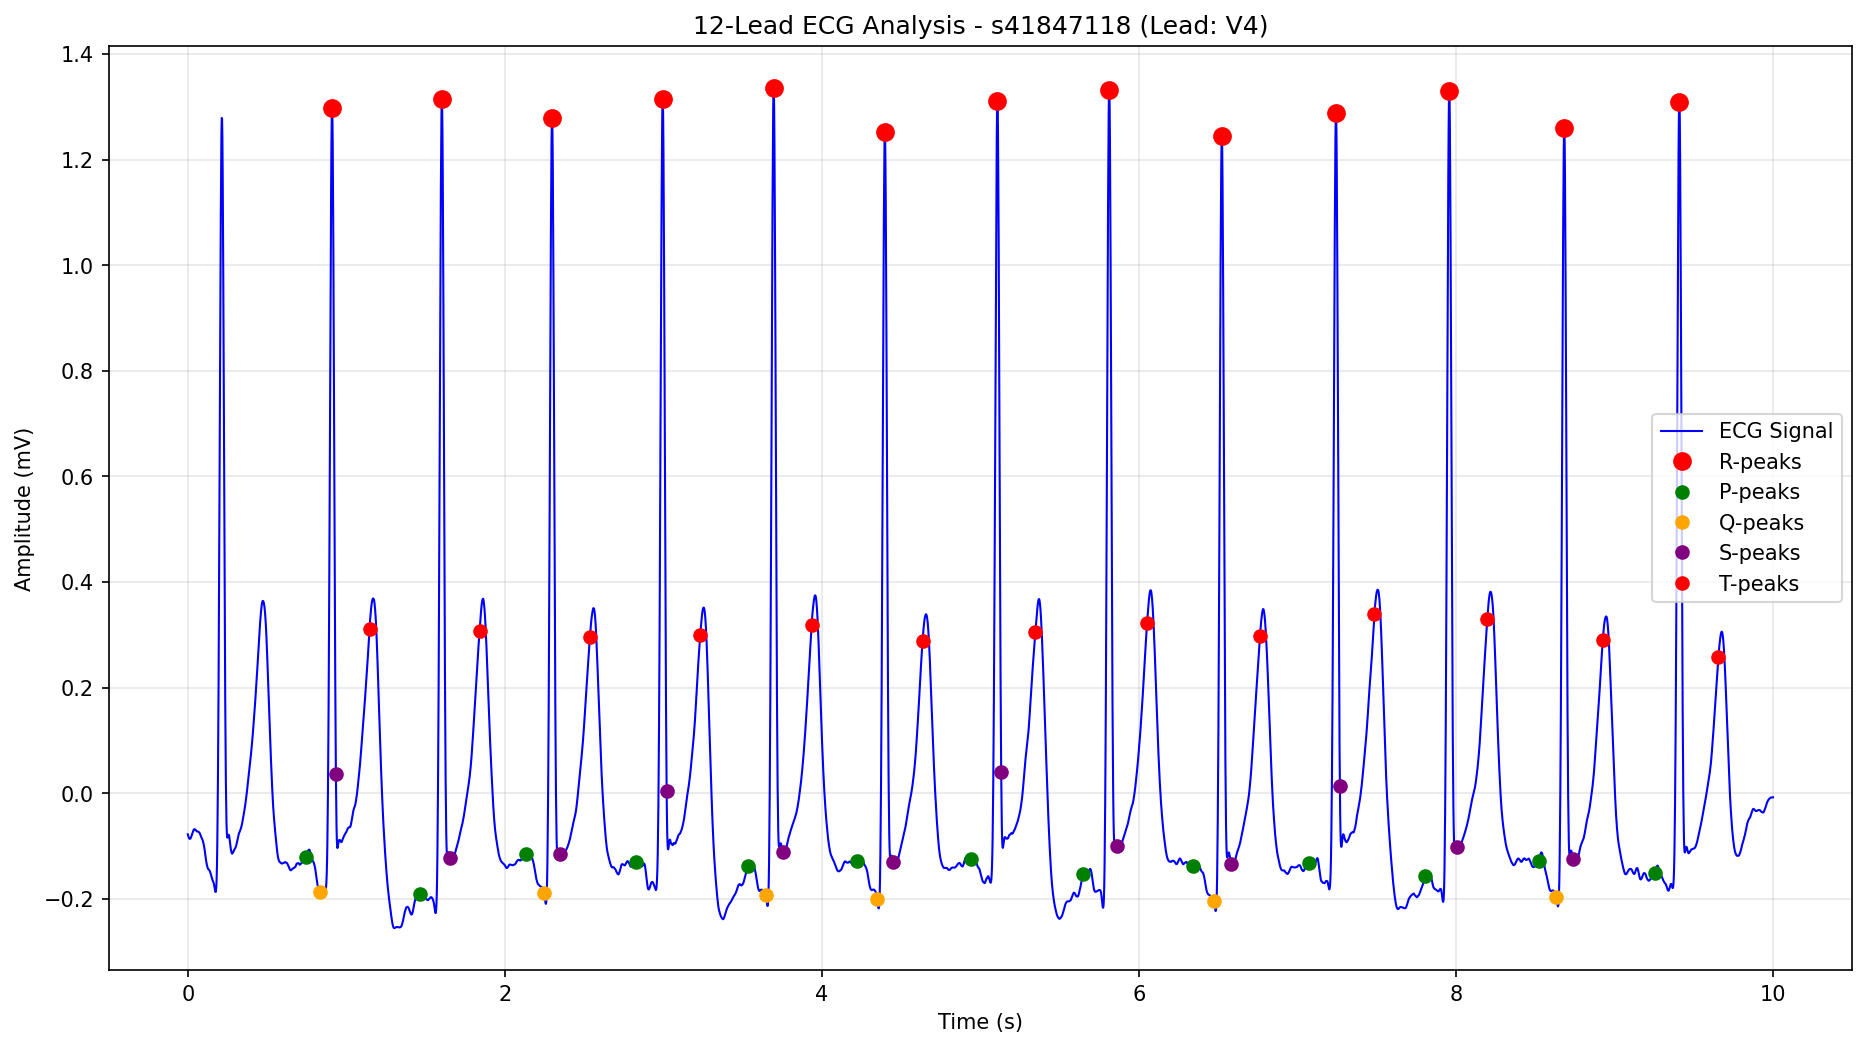 12-Lead ECG Analysis - s41847118 (Lead: V4)
Amplitude (mV)
1.4
1.2
1.0
0.8
0.6
0.4
0.2
0.0
−0.2
ECG Signal
R-peaks
P-peaks
Q-peaks
S-peaks
T-peaks
0 2 4 6 8 10
Time (s)